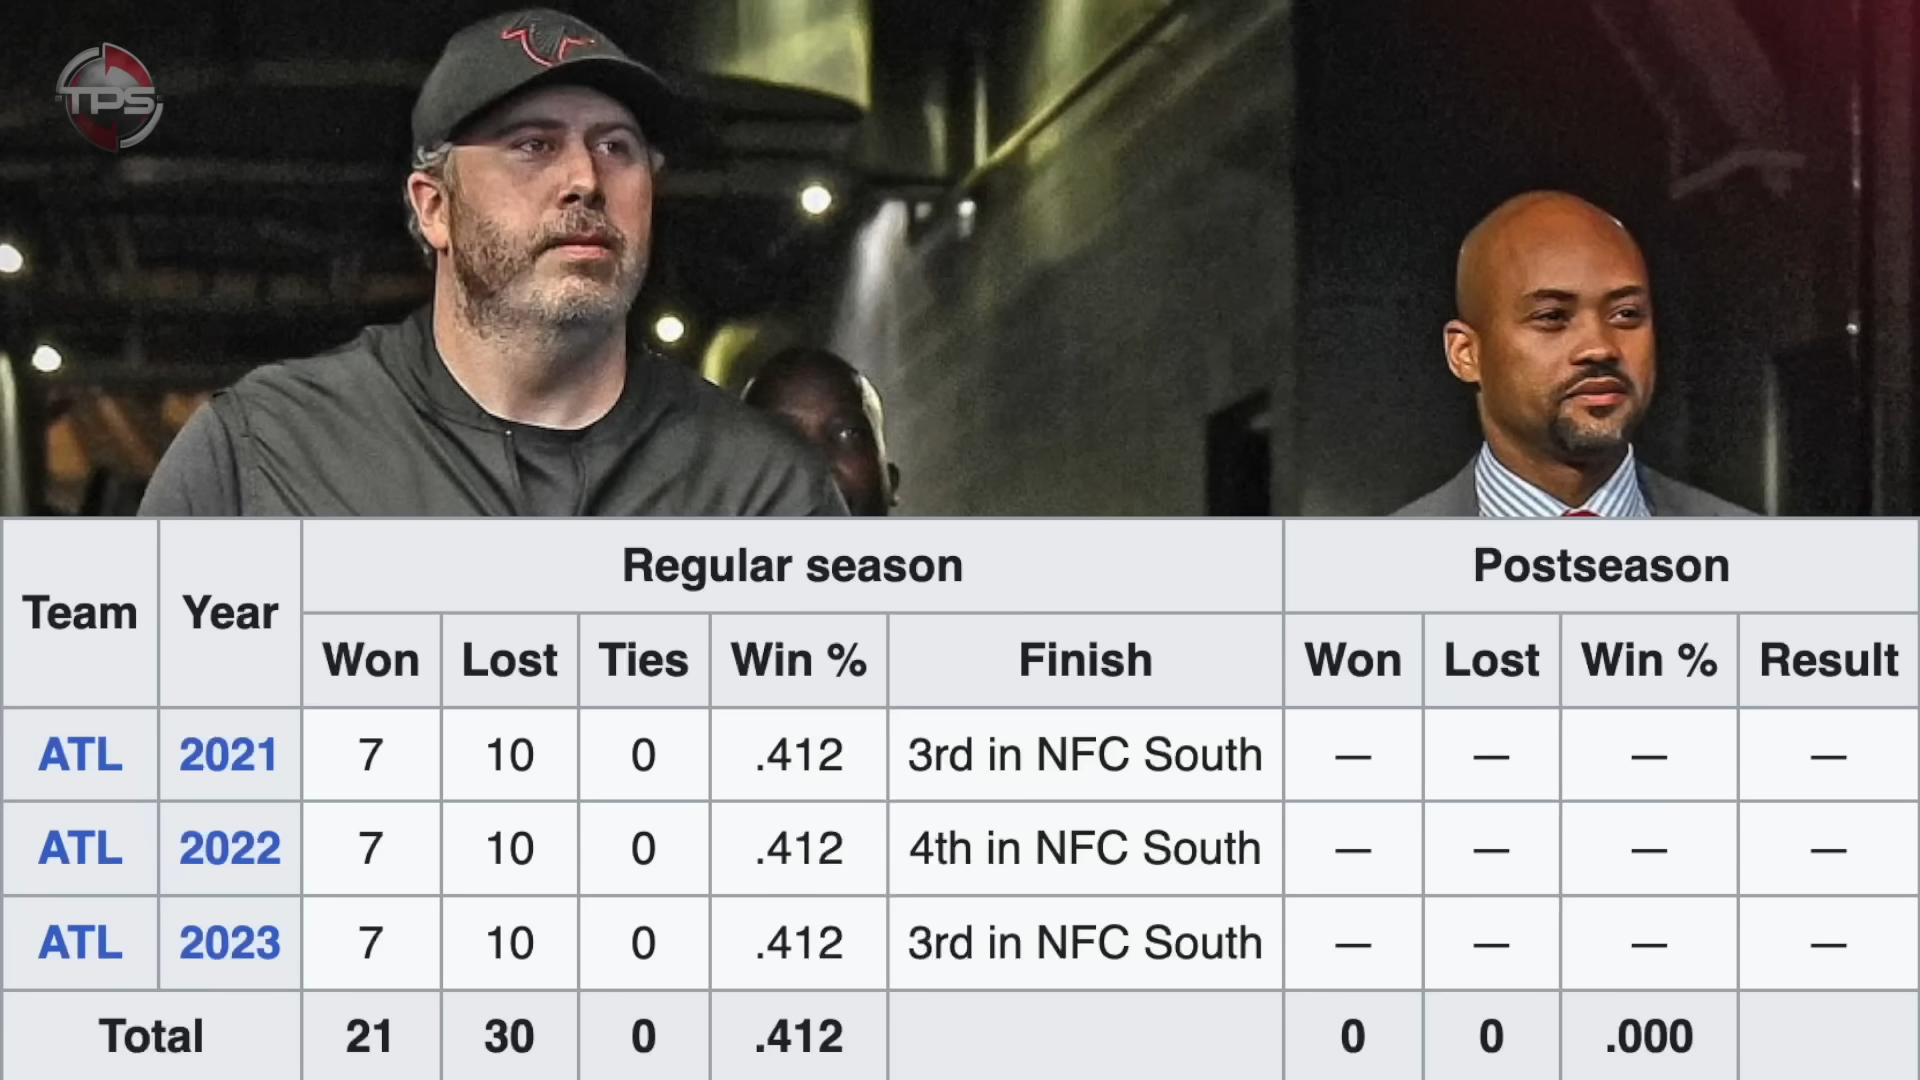 TPS
Team Year Regular season Postseason
Won Lost Ties Win % Finish Won Lost Win % Result
ATL 2021 7 10 0 .412 3rd in NFC South — — — —
ATL 2022 7 10 0 .412 4th in NFC South — — — —
ATL 2023 7 10 0 .412 3rd in NFC South — — — —
Total 21 30 0 .412 0 0 .000